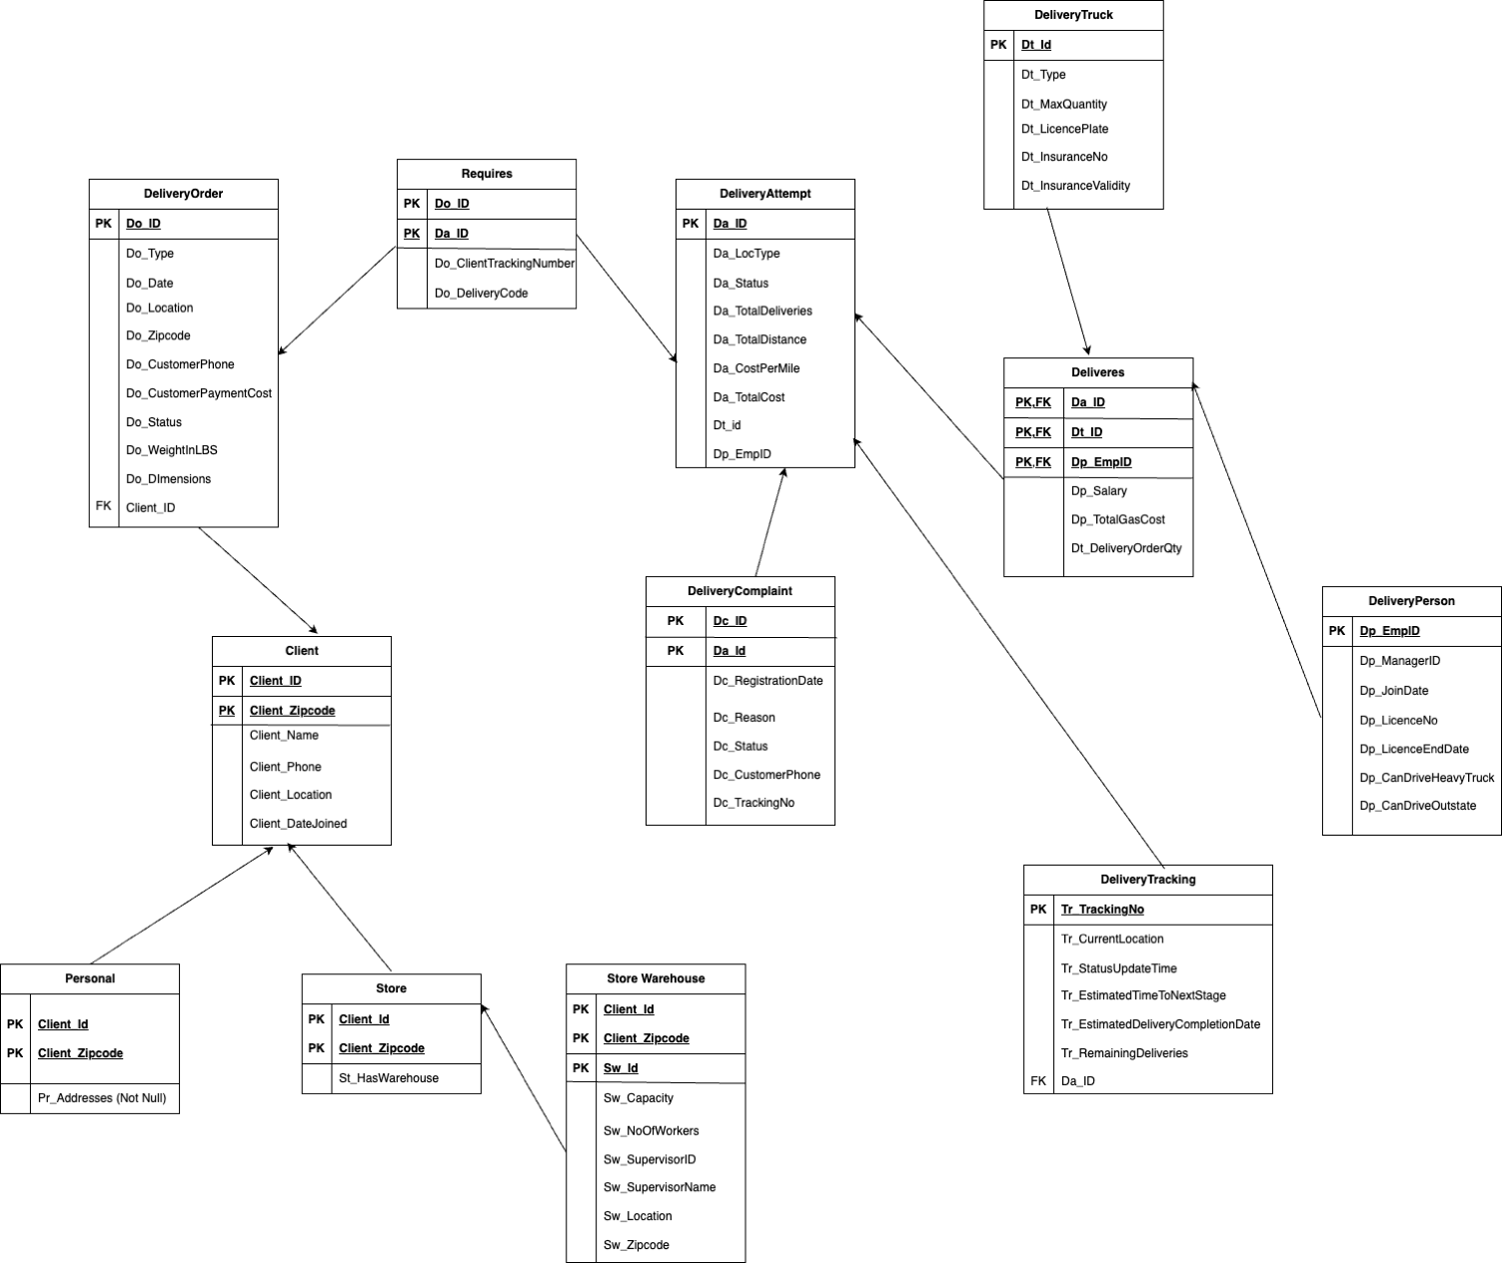 DeliveryTruck
PK Dt_Id
Dt_Type
Dt_MaxQuantity
Dt_LicencePlate
Dt_InsuranceNo
Dt_InsuranceValidity
DeliveryOrder
PK Do_ID
Do_Type
Do_Date
Do_Location
Do_Zipcode
Do_CustomerPhone
Do_CustomerPaymentCost
Do_Status
Do_WeightInLBS
Do_DImensions
FK Client_ID
Requires
PK Do_ID
PK Da_ID
Do_ClientTrackingNumber
Do_DeliveryCode
DeliveryAttempt
PK Da_ID
Da_LocType
Da_Status
Da_TotalDeliveries
Da_TotalDistance
Da_CostPerMile
Da_TotalCost
Dt_id
Dp_EmpID
Deliveres
PK,FK Da_ID
PK,FK Dt_ID
PK,FK Dp_EmpID
Dp_Salary
Dp_TotalGasCost
Dt_DeliveryOrderQty
DeliveryComplaint
PK Dc_ID
PK Da_Id
Dc_RegistrationDate
Dc_Reason
Dc_Status
Dc_CustomerPhone
Dc_TrackingNo
DeliveryPerson
PK Dp_EmpID
Dp_ManagerID
Dp_JoinDate
Dp_LicenceNo
Dp_LicenceEndDate
Dp_CanDriveHeavyTruck
Dp_CanDriveOutstate
Client
PK Client_ID
PK Client_Zipcode
Client_Name
Client_Phone
Client_Location
Client_DateJoined
DeliveryTracking
PK Tr_TrackingNo
Tr_CurrentLocation
Tr_StatusUpdateTime
Tr_EstimatedTimeToNextStage
Tr_EstimatedDeliveryCompletionDate
Tr_RemainingDeliveries
FK Da_ID
Personal
PK Client_Id
PK Client_Zipcode
Pr_Addresses (Not Null)
Store
PK Client_Id
PK Client_Zipcode
St_HasWarehouse
Store Warehouse
PK Client_Id
PK Client_Zipcode
PK Sw_Id
Sw_Capacity
Sw_NoOfWorkers
Sw_SupervisorID
Sw_SupervisorName
Sw_Location
Sw_Zipcode